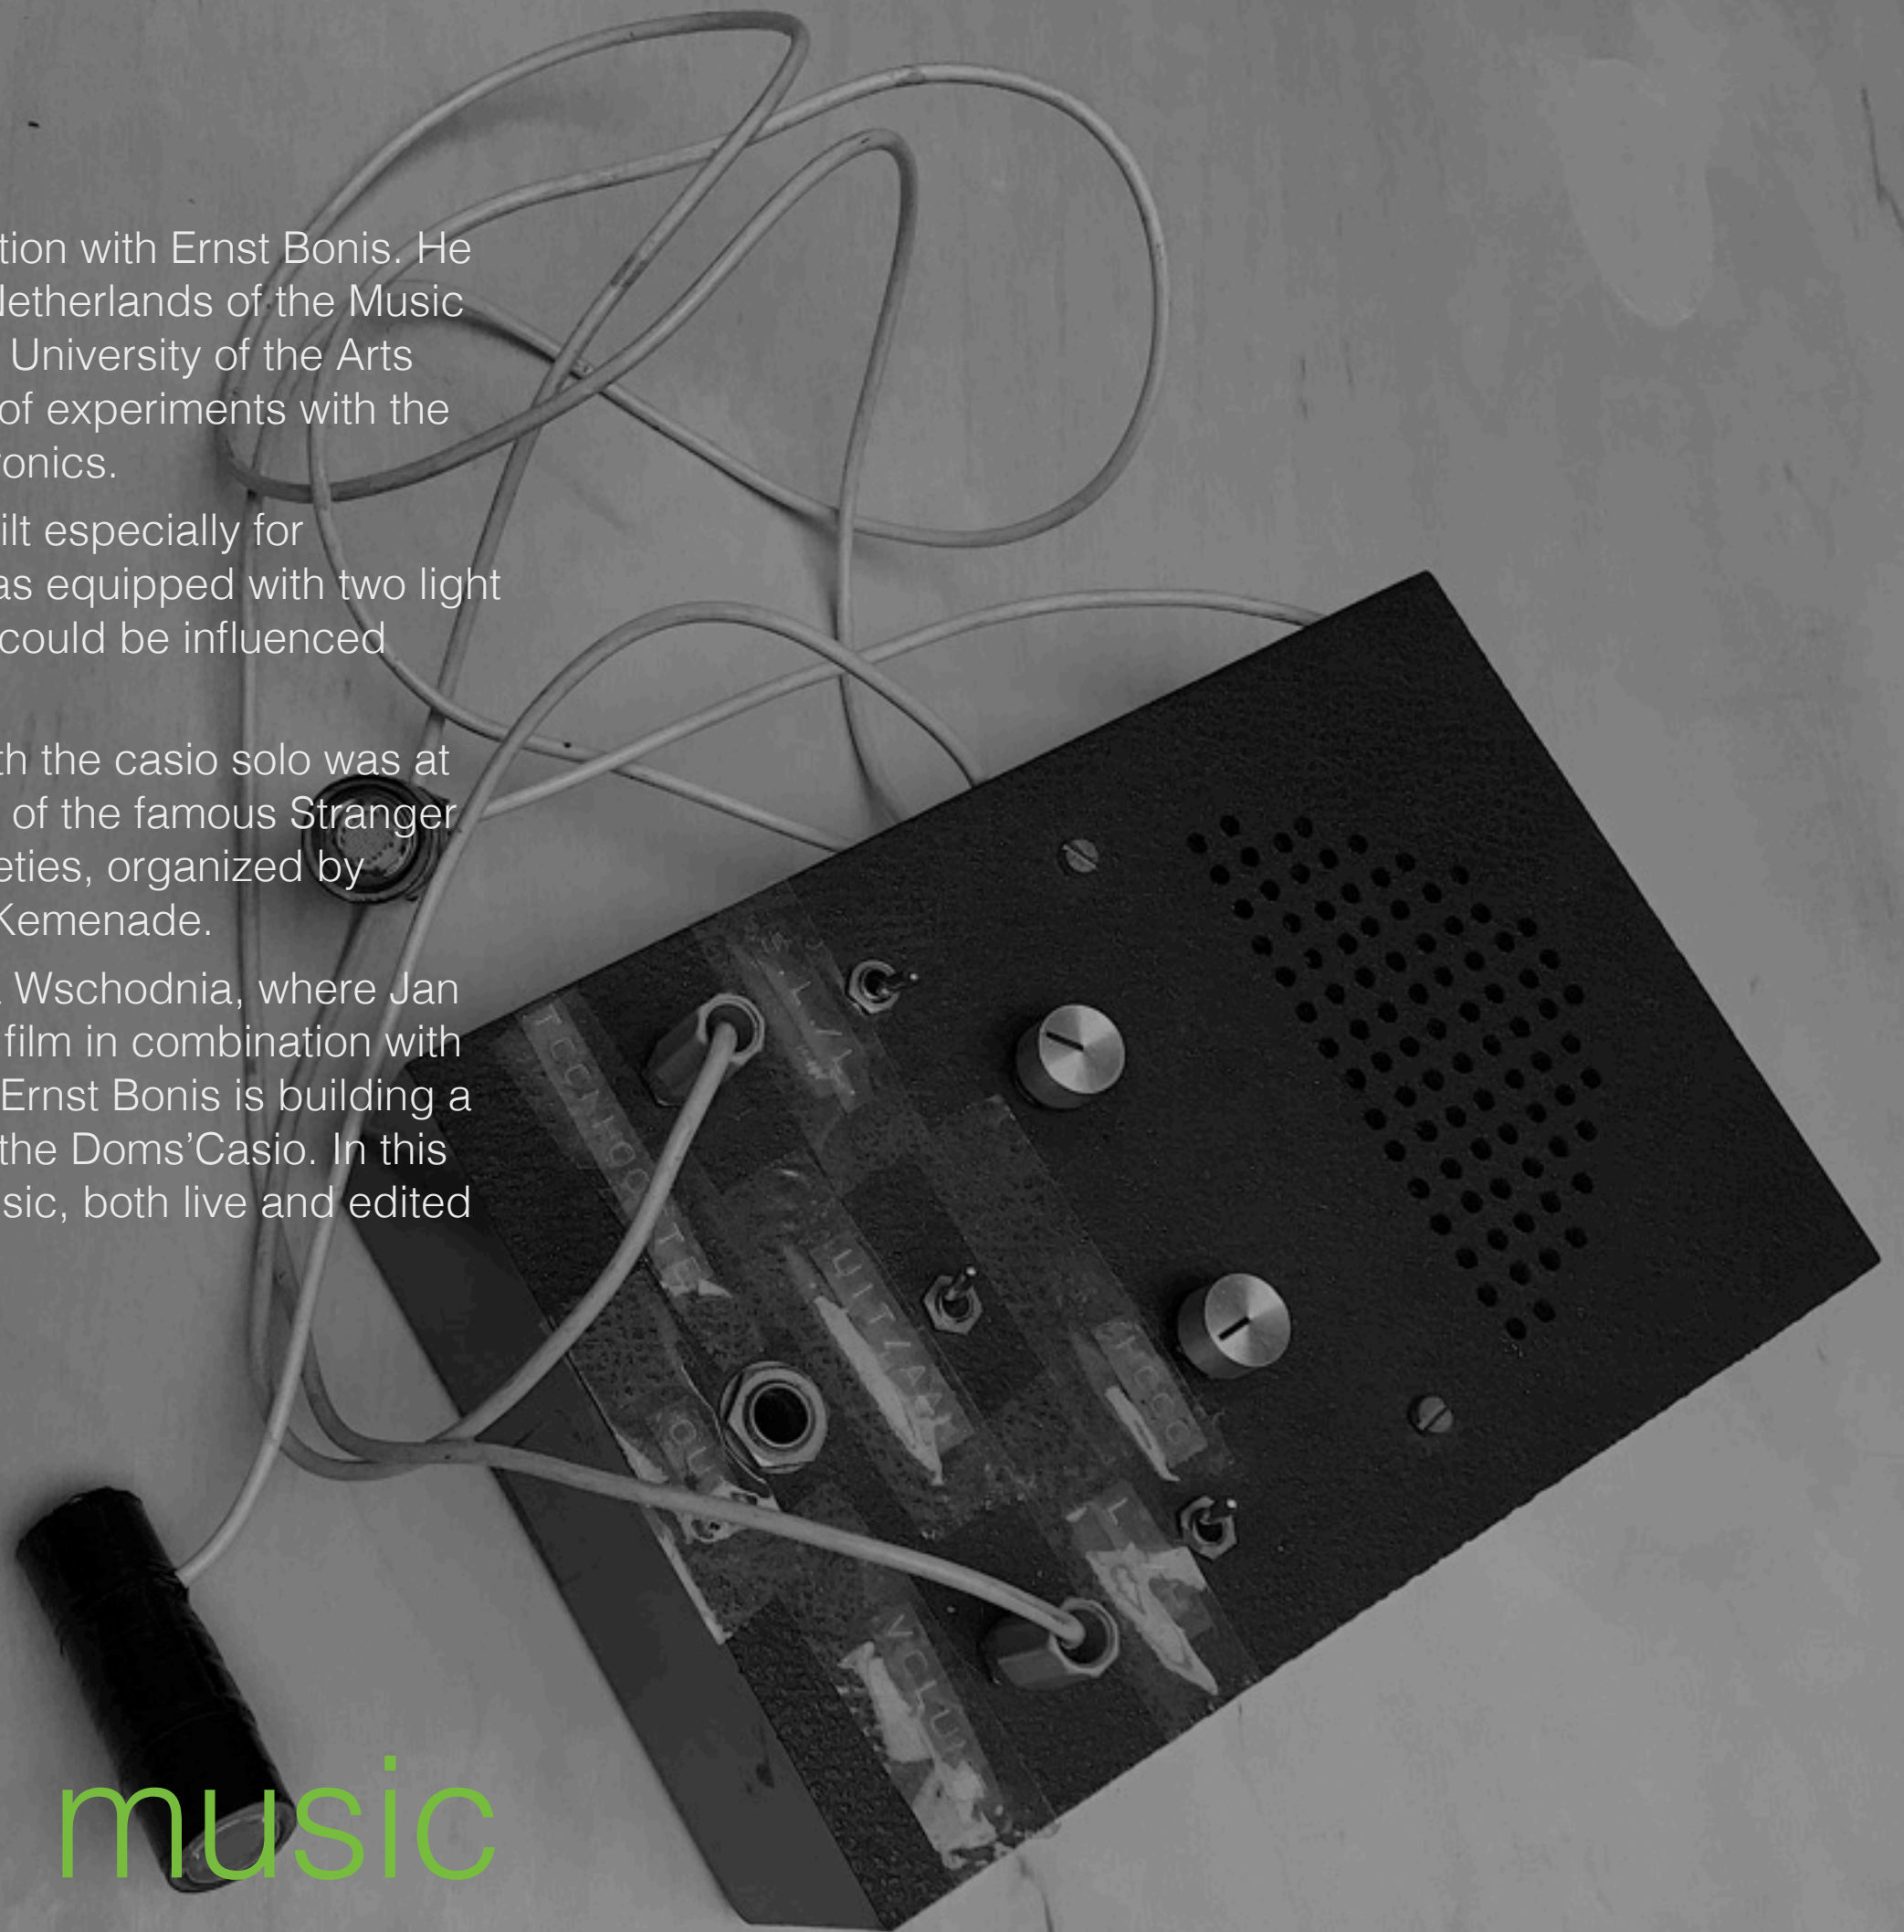 tion with Ernst Bonis. He
Netherlands of the Music
University of the Arts
of experiments with the
onics.
ilt especially for
as equipped with two light
could be influenced
th the casio solo was at
of the famous Stranger
eties, organized by
Kemenade.
Wschodnia, where Jan
film in combination with
Ernst Bonis is building a
the Doms’Casio. In this
sic, both live and edited
music